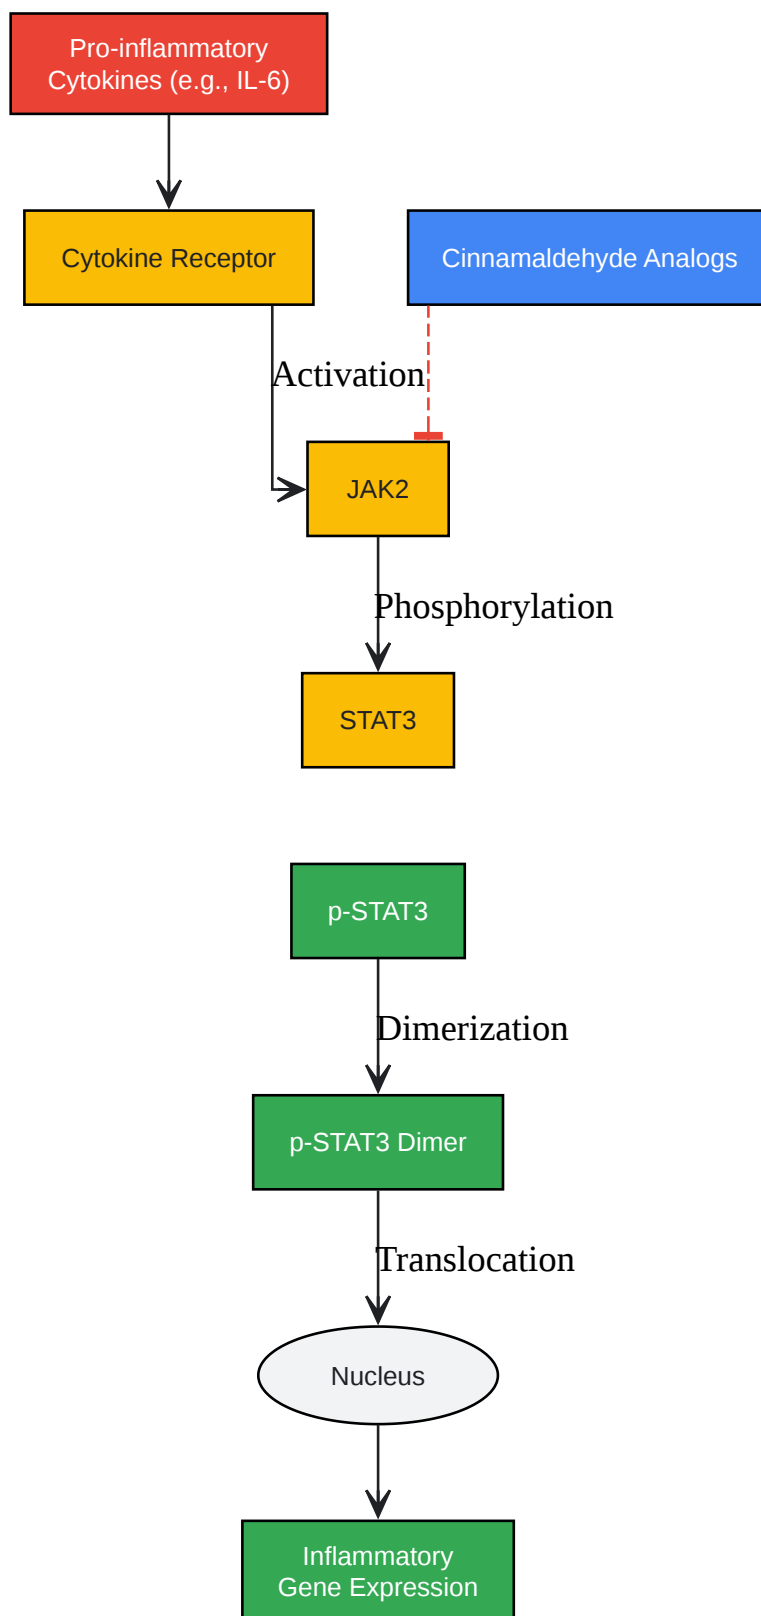 Pro-inflammatory
Cytokines (e.g., IL-6)
Cytokine Receptor
Cinnamaldehyde Analogs
Activation
JAK2
Phosphorylation
STAT3
p-STAT3
Dimerization
p-STAT3 Dimer
Translocation
Nucleus
Inflammatory
Gene Expression